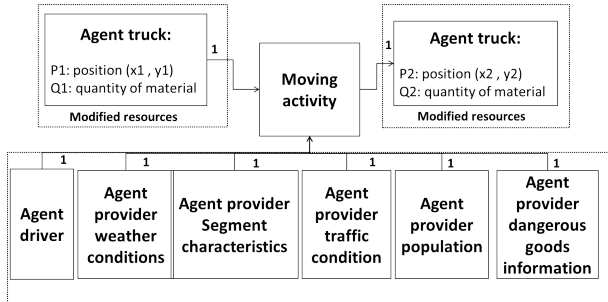 Agent truck:
P1: position (x1 , y1)
Q1: quantity of material
Modified resources
1
Moving
activity
1
Agent truck:
P2: position (x2 , y2)
Q2: quantity of material
Modified resources
1
1
1
1
1
1
Agent
driver
Agent
provider
weather
conditions
Agent provider
Segment
characteristics
Agent
provider
traffic
condition
Agent
provider
population
Agent
provider
dangerous
goods
information